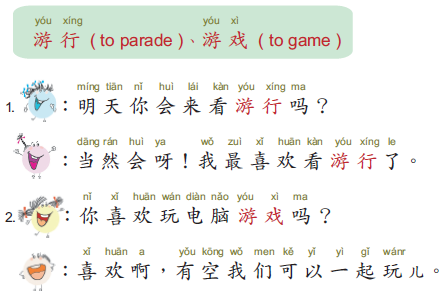 yóu xíng yóu xì
游行 ( to parade )、游戏 ( to game )
míng tiān nǐ huì lái kàn yóu xíng ma
1. ：明天你会来看游行吗？
dāng rán huì ya wǒ zuì xǐ huān kàn yóu xíng le
：当然会呀！我最喜欢看游行了。
nǐ xǐ huān wán diàn nǎo yóu xì ma
2. ：你喜欢玩电脑游戏吗？
xǐ huān a yǒu kōng wǒ men kě yǐ yì qǐ wánr
：喜欢啊，有空我们可以一起玩儿。